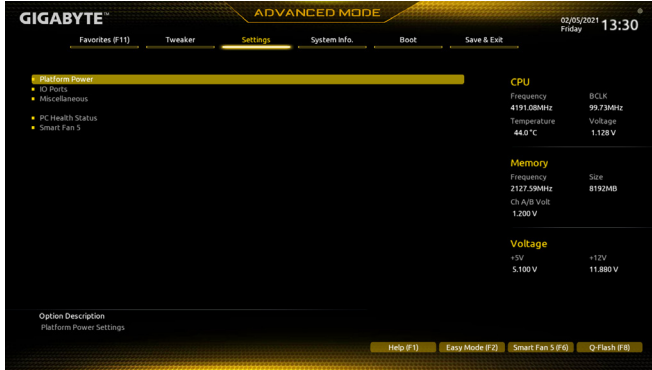 GIGABYTE™
ADVANCED MODE
02/05/2021
Friday
13:30
Favorites (F11) Tweaker Settings System Info. Boot Save & Exit
Platform Power
IO Ports
Miscellaneous
PC Health Status
Smart Fan 5
CPU
Frequency BCLK
4191.08MHz 99.73MHz
Temperature Voltage
44.0 °C 1.128 V
Memory
Frequency Size
2127.59MHz 8192MB
Ch A/B Volt
1.200 V
Voltage
+5V +12V
5.100 V 11.880 V
Option Description
Platform Power Settings
Help (F1) Easy Mode (F2) Smart Fan 5 (F6) Q-Flash (F8)